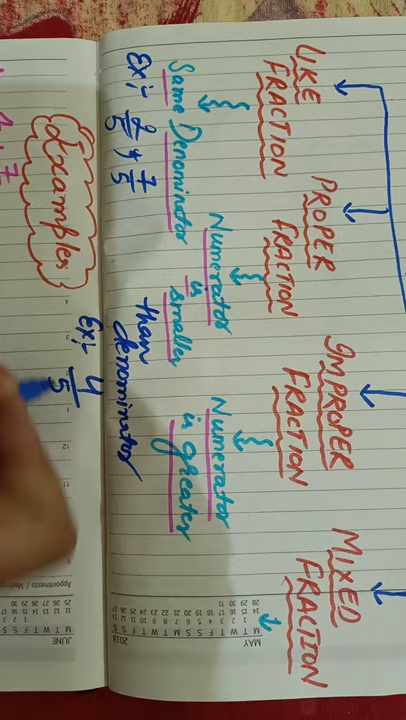 LIKE
FRACTION
Same Denominator
Ex:- 2/5, 7/5
PROPER
FRACTION
Numerator
is
smaller
than
denominator
Ex:- 4/5
IMPROPER
FRACTION
Numerator
is greater
MIXED
FRACTION
Examples
MAY
2018
JUNE
Appointments